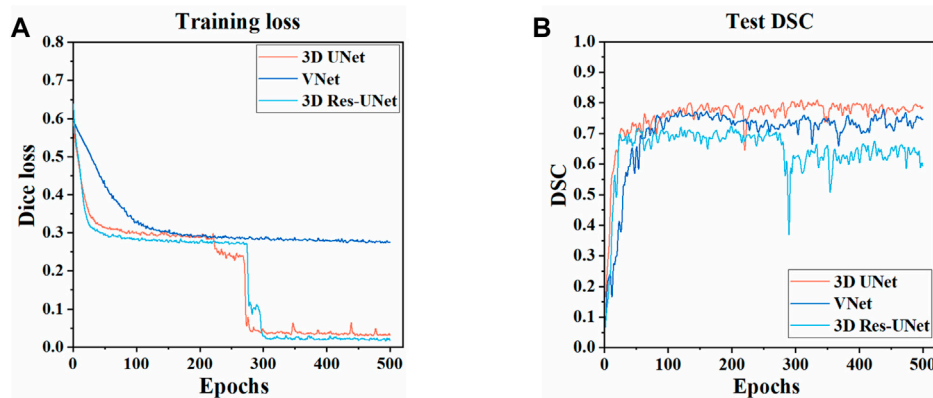 A
Training loss
Dice loss
0.8
0.7
0.6
0.5
0.4
0.3
0.2
0.1
0.0
3D UNet
VNet
3D Res-UNet
0 100 200 300 400 500
Epochs
B
Test DSC
DSC
1.0
0.9
0.8
0.7
0.6
0.5
0.4
0.3
0.2
0.1
0.0
3D UNet
VNet
3D Res-UNet
0 100 200 300 400 500
Epochs